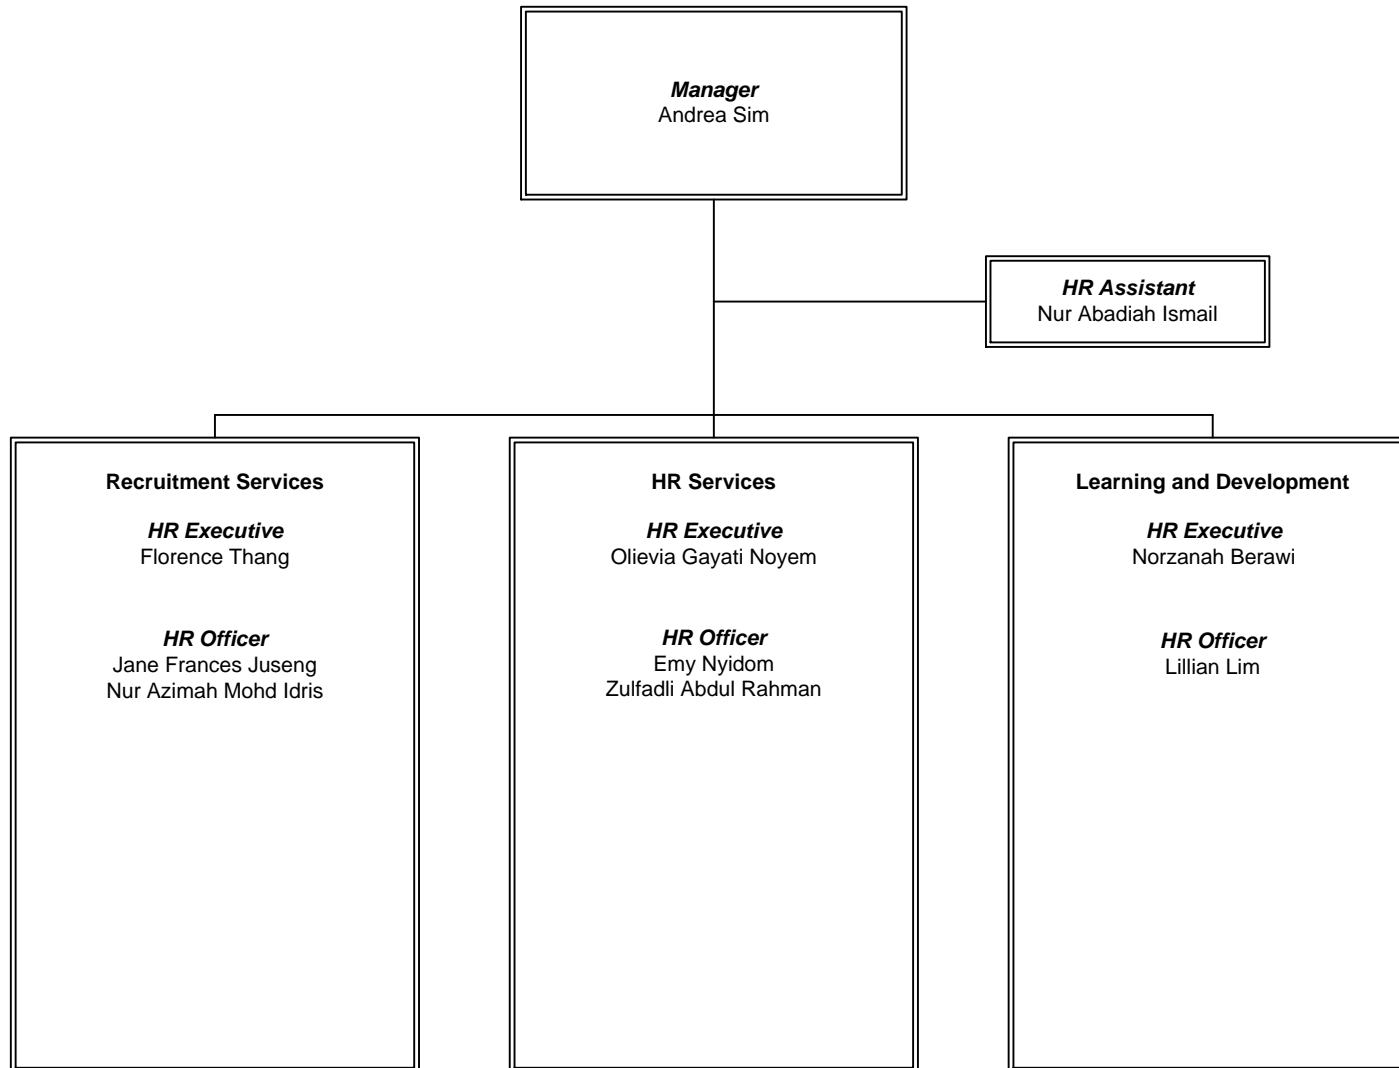 Manager
Andrea Sim
HR Assistant
Nur Abadiah Ismail
Recruitment Services
HR Executive
Florence Thang
HR Officer
Jane Frances Juseng
Nur Azimah Mohd Idris
HR Services
HR Executive
Olievia Gayati Noyem
HR Officer
Emy Nyidom
Zulfadli Abdul Rahman
Learning and Development
HR Executive
Norzanah Berawi
HR Officer
Lillian Lim